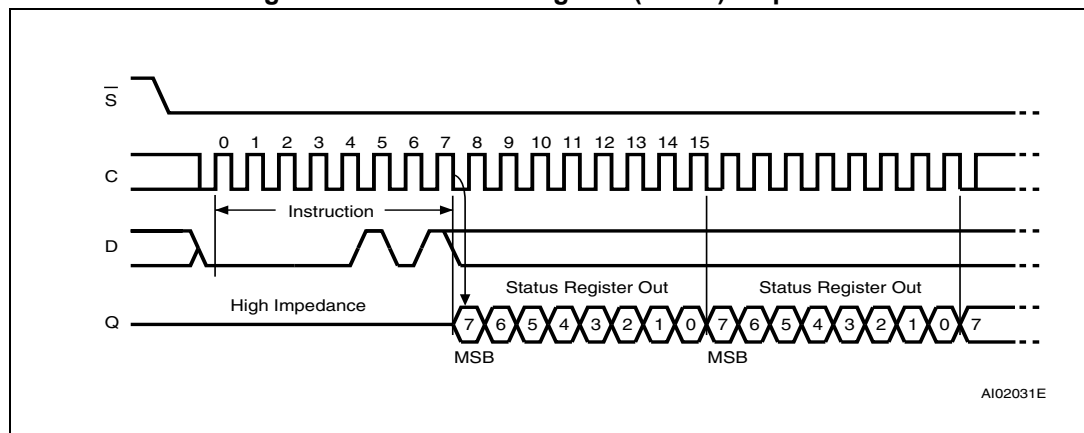 S
0 1 2 3 4 5 6 7 8 9 10 11 12 13 14 15
C
Instruction
D
Status Register Out Status Register Out
High Impedance
Q 7 6 5 4 3 2 1 0 7 6 5 4 3 2 1 0 7
MSB MSB
AI02031E